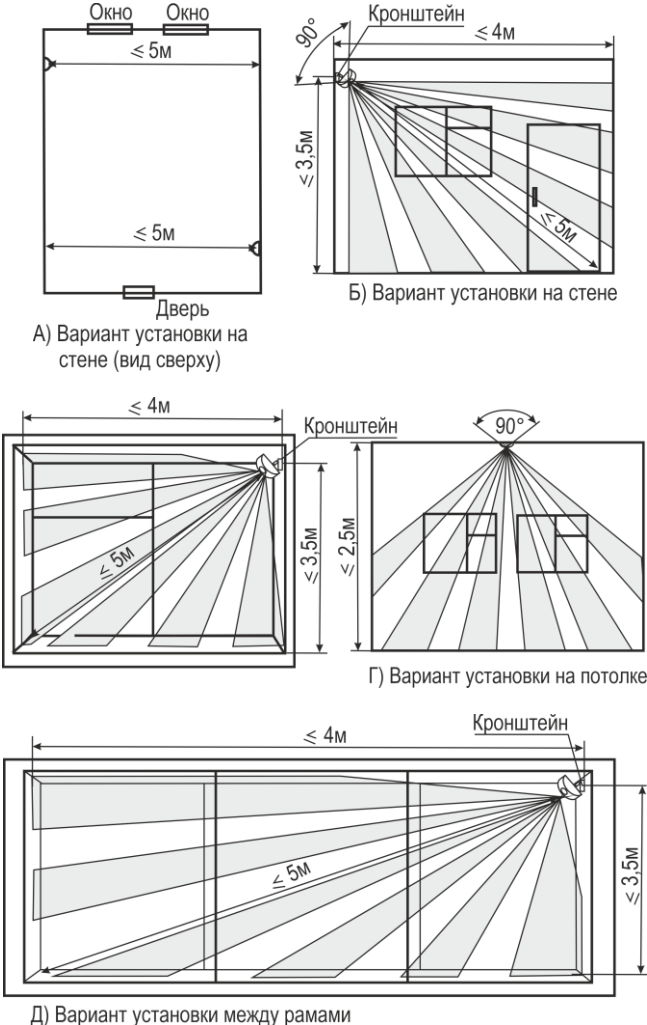 Окно Окно
⩽ 5м
⩽ 5м
Дверь
А) Вариант установки на
стене (вид сверху)
Кронштейн
90°
⩽ 4м
⩽ 3,5м
⩽ 5м
Б) Вариант установки на стене
⩽ 4м
Кронштейн
⩽ 5м
⩽ 3,5м
90°
⩽ 2,5м
Г) Вариант установки на потолке
Кронштейн
⩽ 4м
⩽ 5м
⩽ 3,5м
Д) Вариант установки между рамами